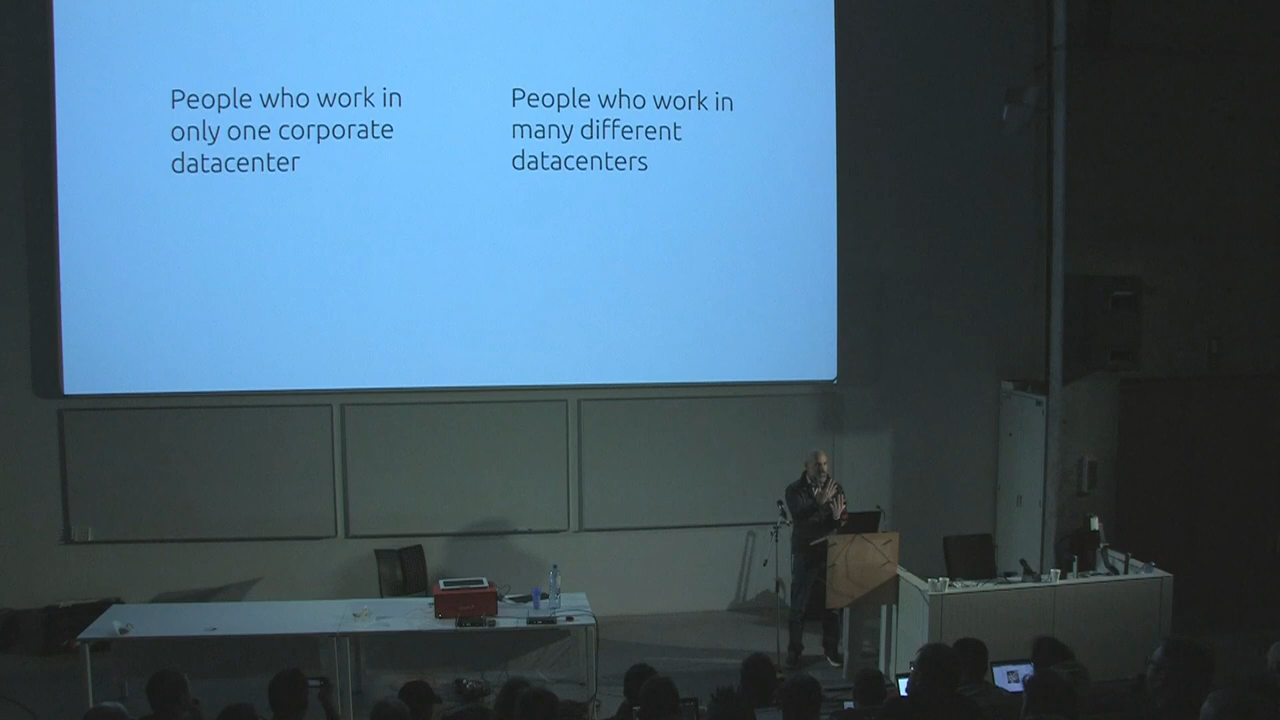 People who work in
only one corporate
datacenter
People who work in
many different
datacenters